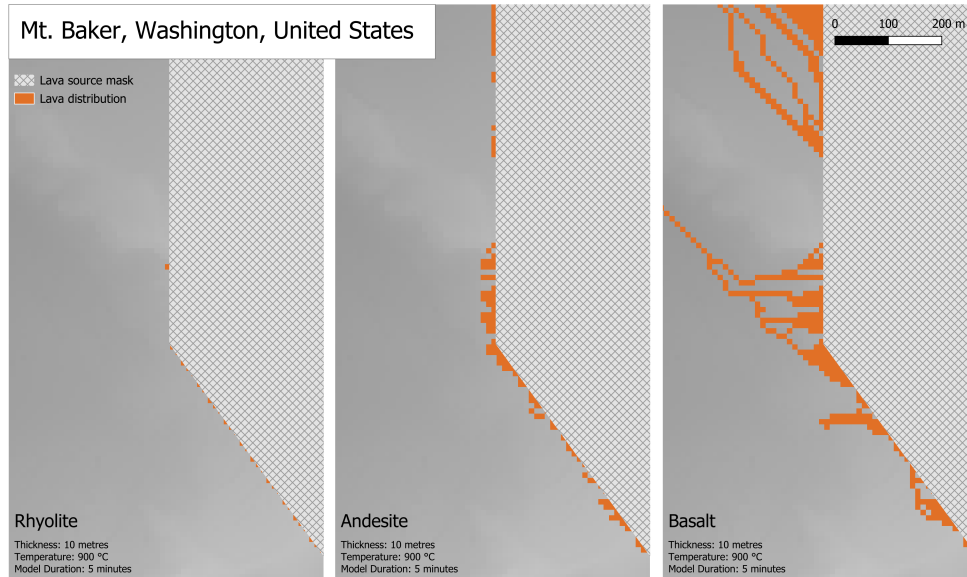 Mt. Baker, Washington, United States
0 100 200 m
Lava source mask
Lava distribution
Rhyolite
Thickness: 10 metres
Temperature: 900 °C
Model Duration: 5 minutes
Andesite
Thickness: 10 metres
Temperature: 900 °C
Model Duration: 5 minutes
Basalt
Thickness: 10 metres
Temperature: 900 °C
Model Duration: 5 minutes